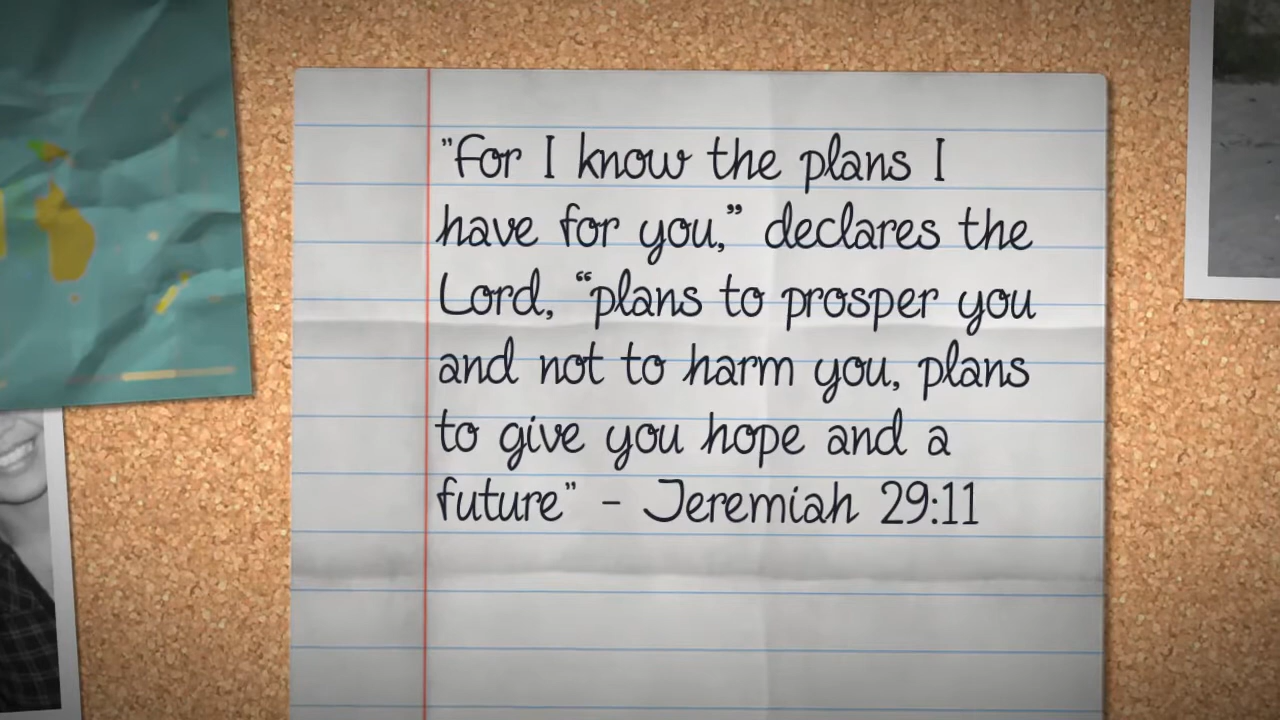 "For I know the plans I
have for you,” declares the
Lord, “plans to prosper you
and not to harm you, plans
to give you hope and a
future” - Jeremiah 29:11